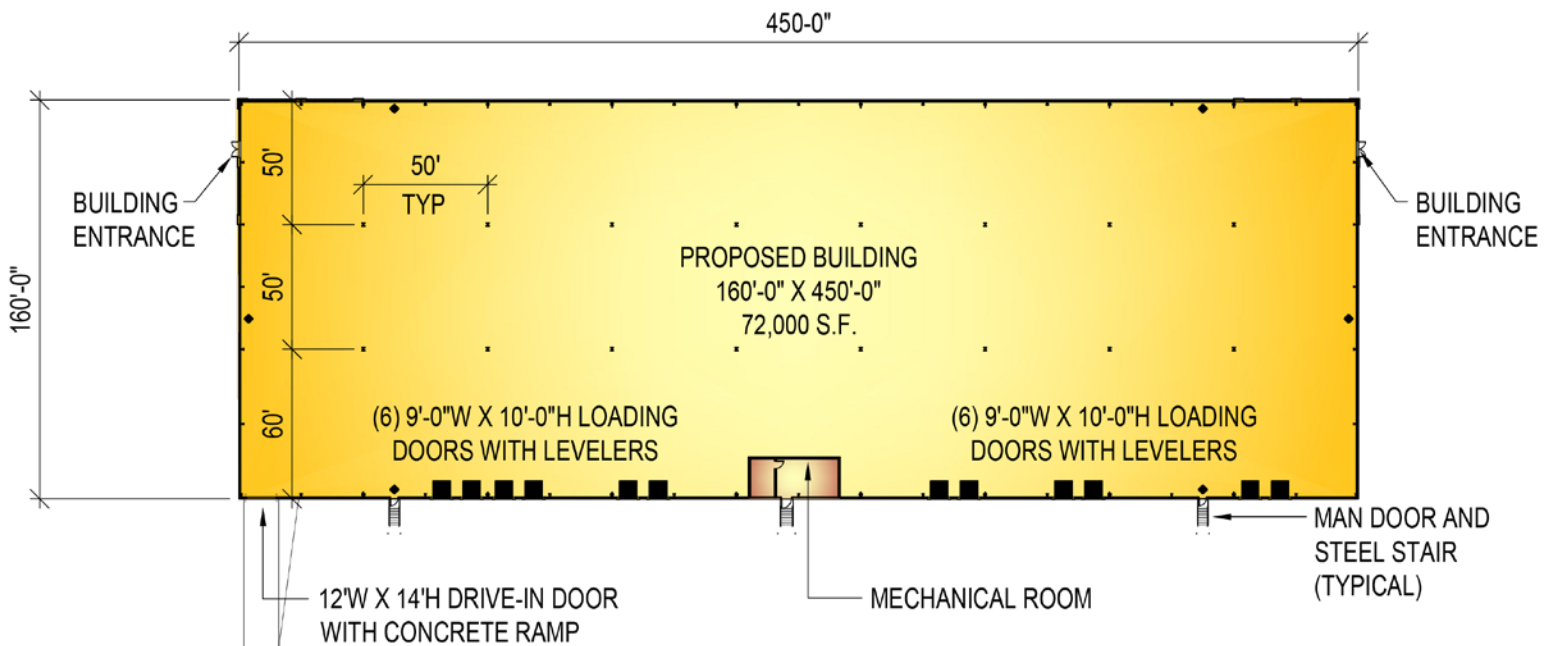 450-0"
160'-0"
50'
50'
TYP
BUILDING
ENTRANCE
BUILDING
ENTRANCE
PROPOSED BUILDING
160'-0" X 450'-0"
72,000 S.F.
50'
60'
(6) 9'-0"W X 10'-0"H LOADING
DOORS WITH LEVELERS
(6) 9'-0"W X 10'-0"H LOADING
DOORS WITH LEVELERS
MAN DOOR AND
STEEL STAIR
(TYPICAL)
12'W X 14'H DRIVE-IN DOOR
WITH CONCRETE RAMP
MECHANICAL ROOM